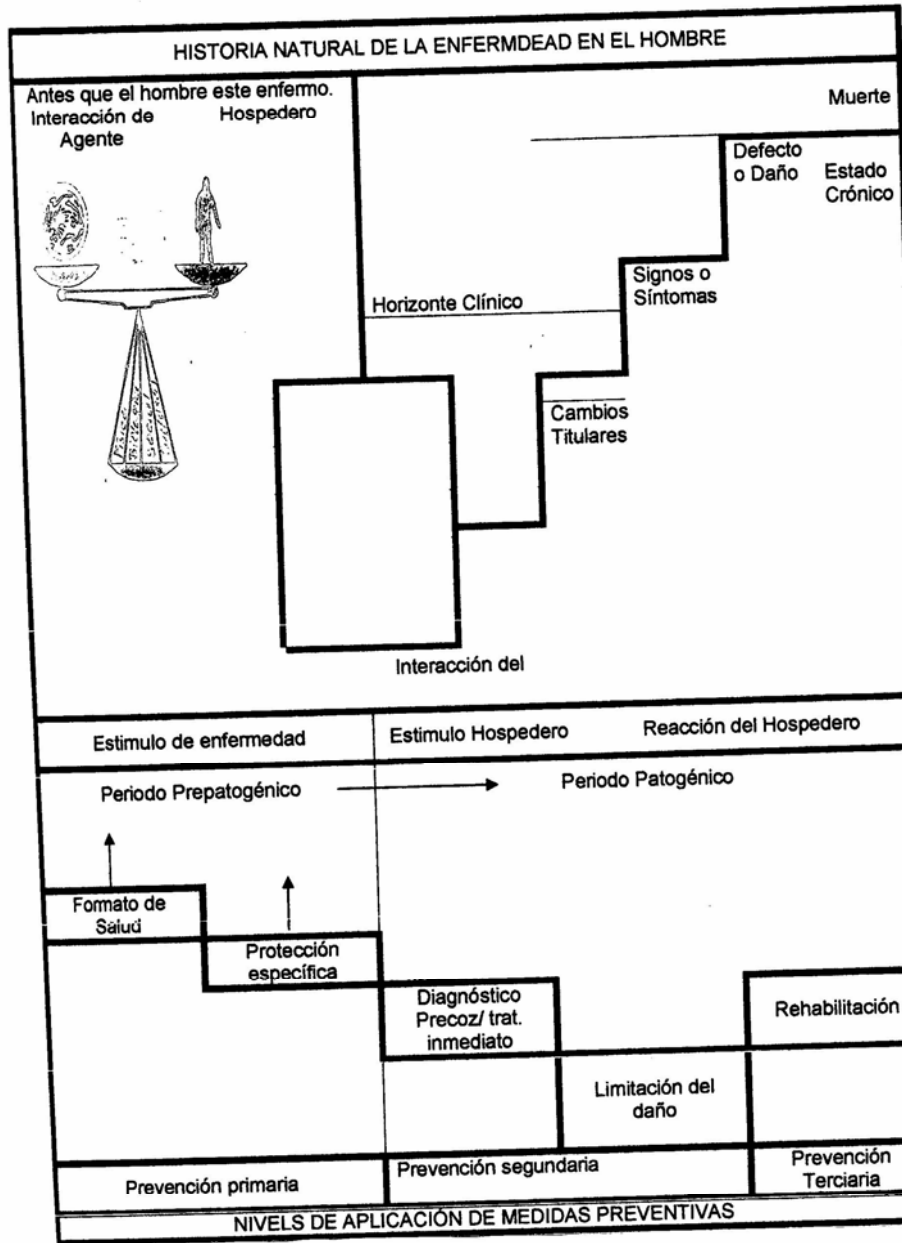 HISTORIA NATURAL DE LA ENFERMDEAD EN EL HOMBRE
Antes que el hombre este enfermo.
Interacción de Hospedero
Agente
Muerte
Defecto
o Daño Estado
Crónico
Signos o
Síntomas
Horizonte Clínico
Cambios
Titulares
Interacción del
Estimulo de enfermedad
Estimulo Hospedero Reacción del Hospedero
Periodo Prepatogénico
Periodo Patogénico
Formato de
Salud
Protección
específica
Diagnóstico
Precoz/ trat.
inmediato
Limitación del
daño
Rehabilitación
Prevención primaria
Prevención segundaria
Prevención
Terciaria
NIVELS DE APLICACIÓN DE MEDIDAS PREVENTIVAS